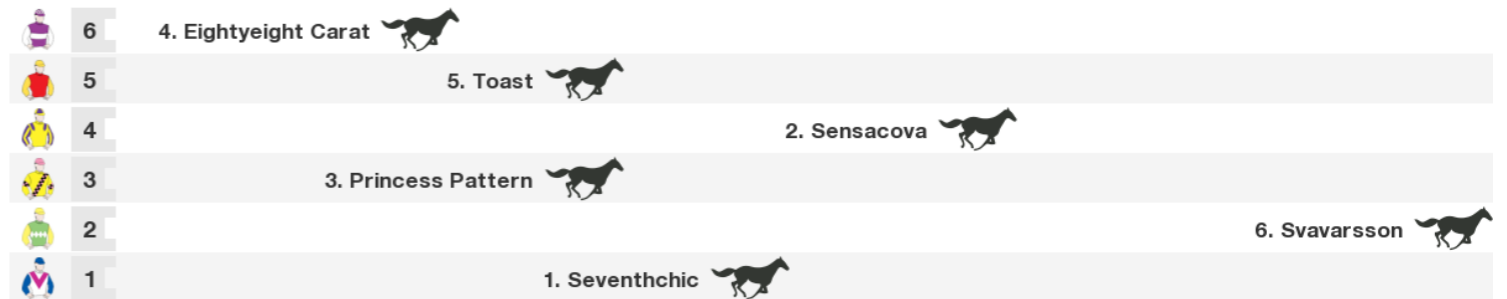 6 4. Eightyeight Carat
5 5. Toast
4 2. Sensacova
3 3. Princess Pattern
2 6. Svavarsson
1 1. Seventhchic